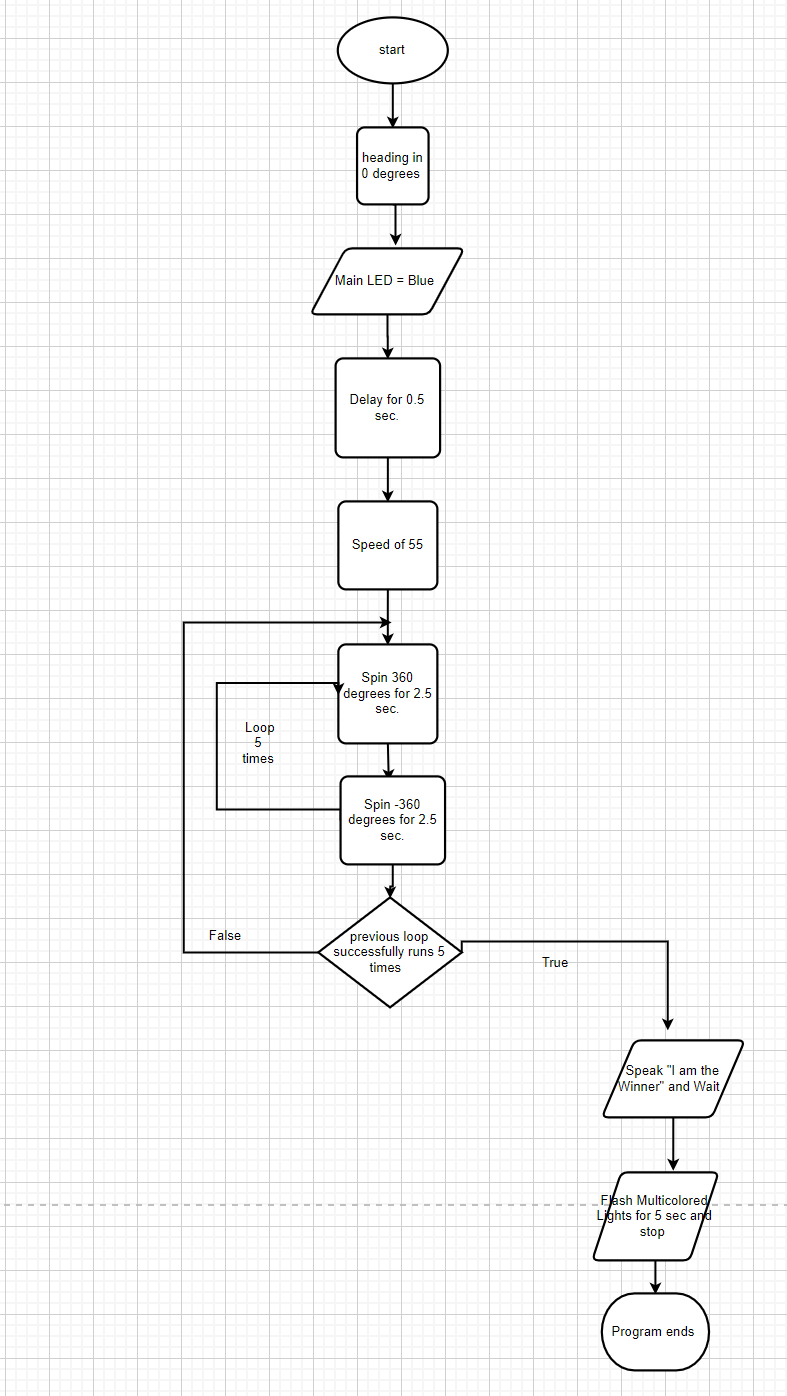 start
heading in
0 degrees
Main LED = Blue
Delay for 0.5
sec.
Speed of 55
Spin 360
degrees for 2.5
sec.
Loop
5
times
Spin -360
degrees for 2.5
sec.
previous loop
successfully runs 5
times
False
True
Speak "I am the
Winner" and Wait
Flash Multicolored
Lights for 5 sec and
stop
Program ends